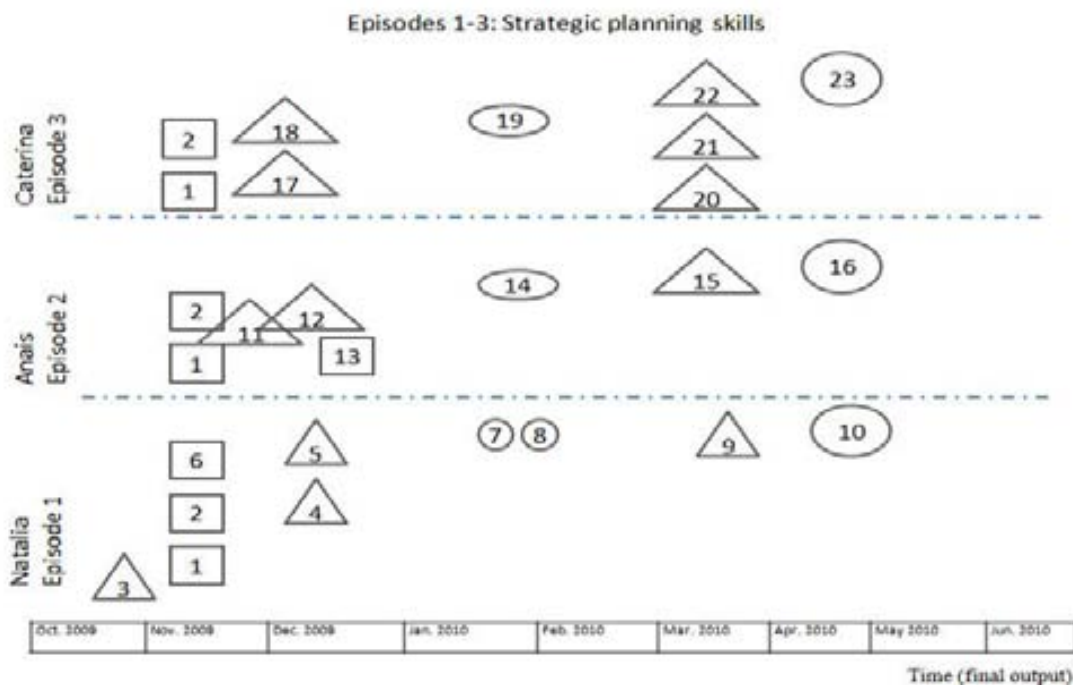 Episodes 1-3: Strategic planning skills
Caterina
Episode 3
2
1
18
17
19
22
21
20
23
Anais
Episode 2
2
1
11
12
13
14
15
16
Natalia
Episode 1
3
6
2
1
5
4
7
8
9
10
Oct. 2009
Nov. 2009
Dec. 2009
Jan. 2010
Feb. 2010
Mar. 2010
Apr. 2010
May 2010
Jun. 2010
Time (final output)